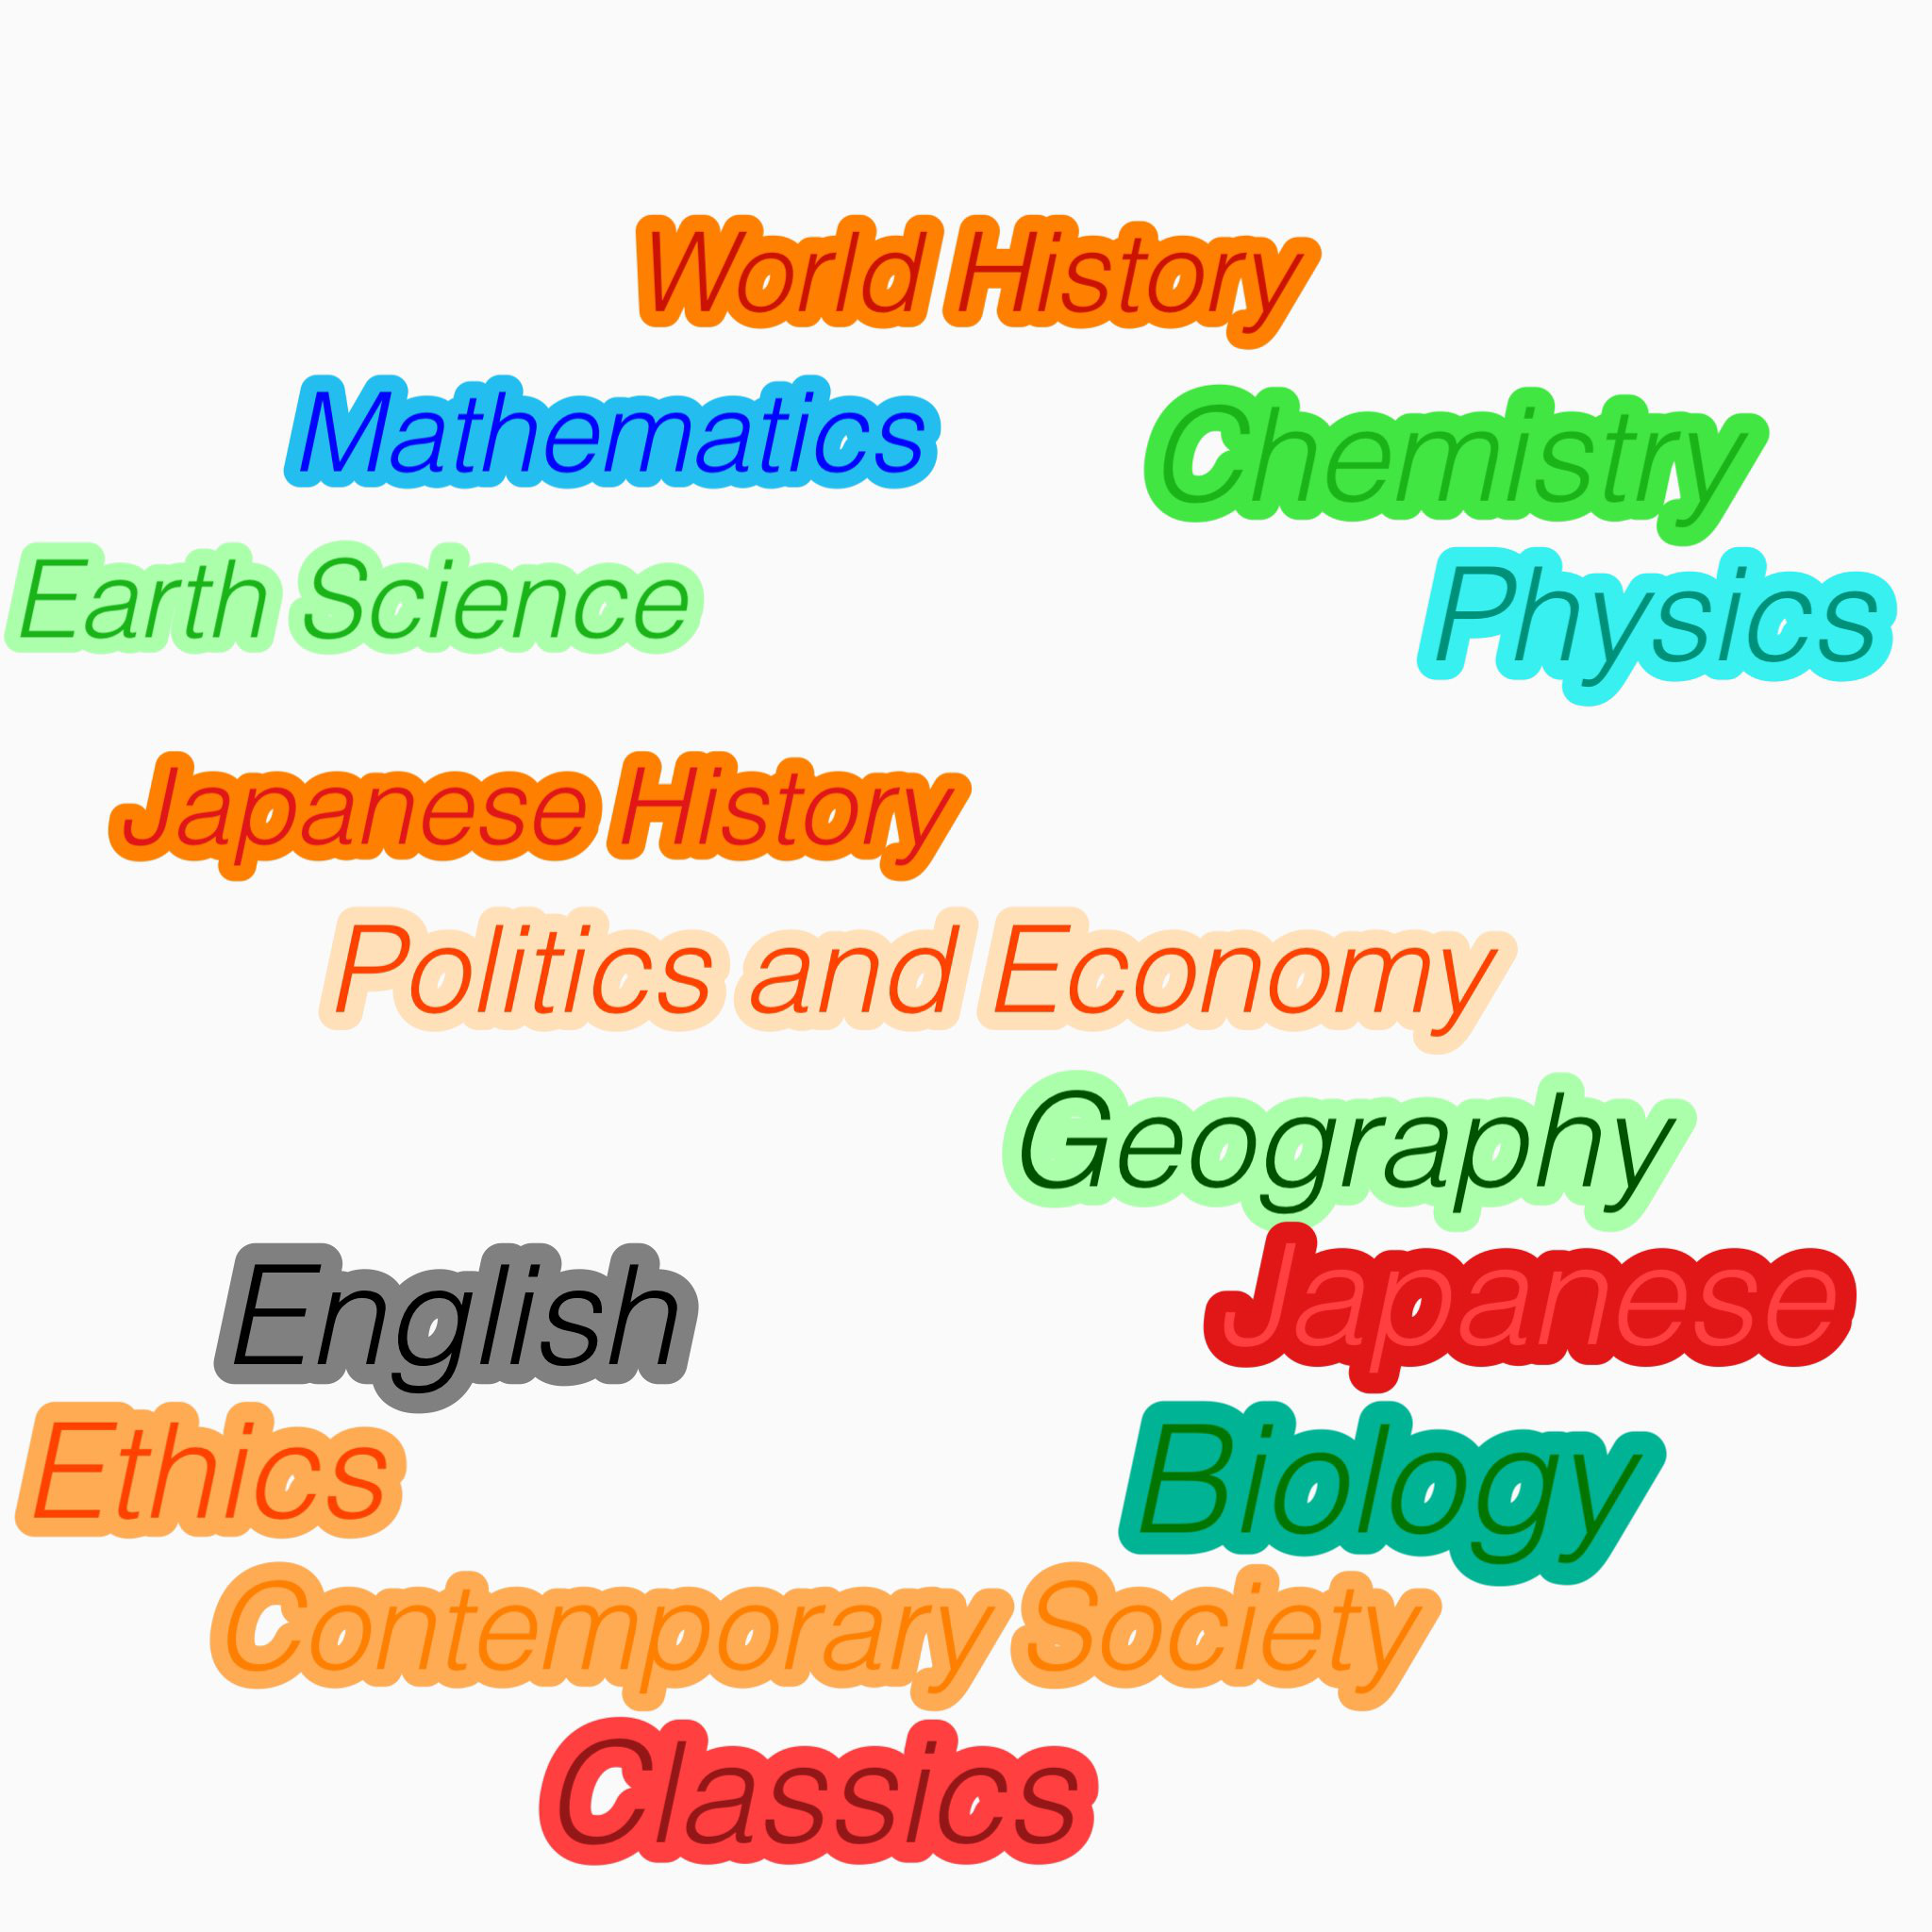 World History
Mathematics
Chemistry
Earth Science
Physics
Japanese History
Politics and Economy
Geography
English
Japanese
Ethics
Biology
Contemporary Society
Classics